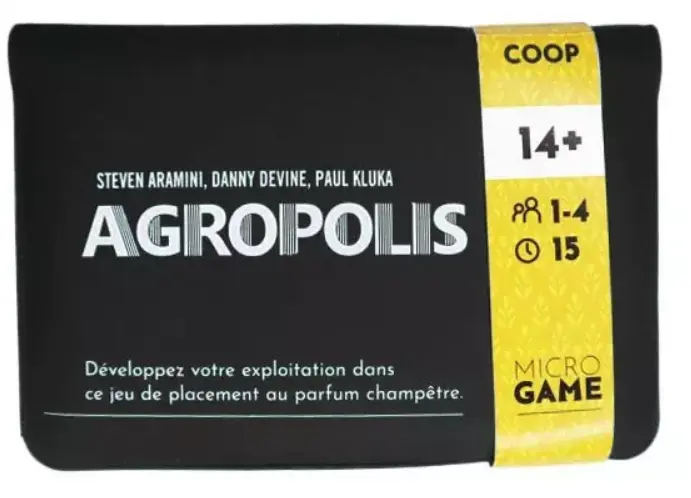 STEVEN ARAMINI, DANNY DEVINE, PAUL KLUKA
AGROPOLIS
Développez votre exploitation dans
ce jeu de placement au parfum champêtre.
COOP
14+
1-4
15
MICRO
GAME